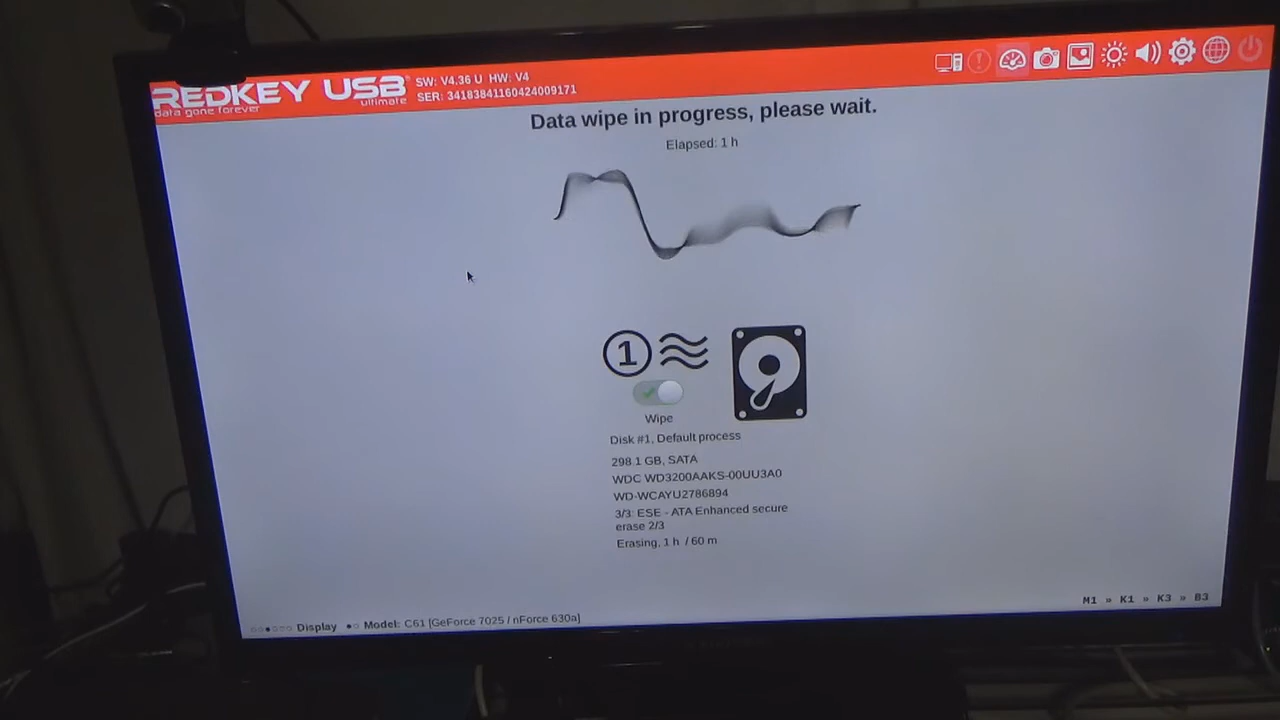 REDKEY USB
ultimate
data gone forever
SW: V4.36 U HW: V4
SER: 34183841160424009171
Data wipe in progress, please wait.
Elapsed: 1 h
1
Wipe
Disk #1, Default process
298.1 GB, SATA
WDC WD3200AAKS-00UU3A0
WD-WCAYU2786894
3/3: ESE - ATA Enhanced secure
erase 2/3
Erasing, 1 h / 60 m
M1 » K1 » K3 » B3
Display Model: C61 [GeForce 7025 / nForce 630a]